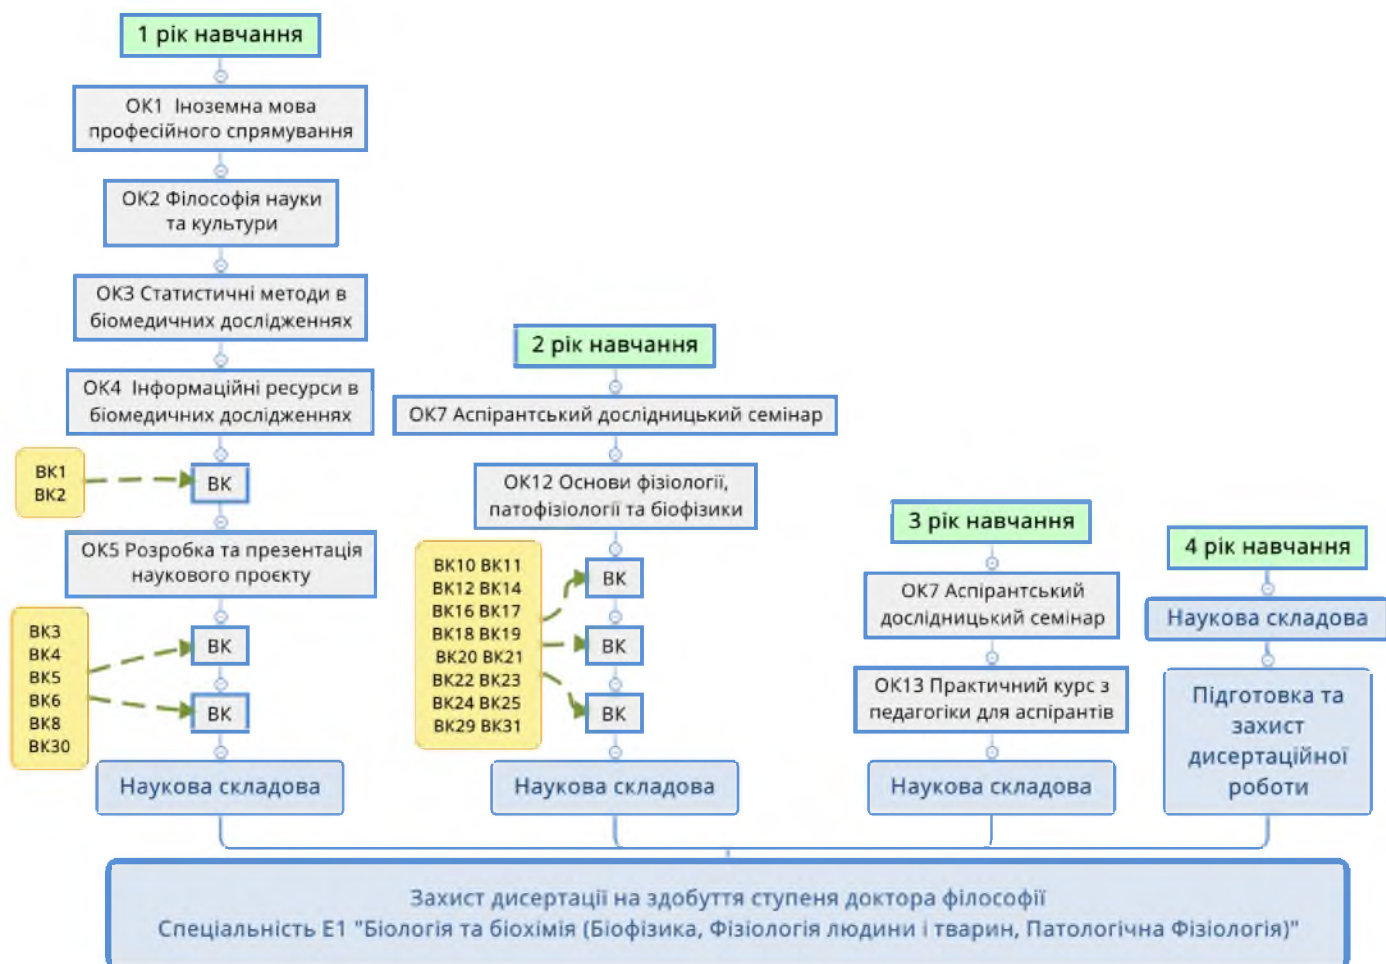 1 рік навчання
ОК1 Іноземна мова
професійного спрямування
ОК2 Філософія науки
та культури
ОК3 Статистичні методи в
біомедичних дослідженнях
ОК4 Інформаційні ресурси в
біомедичних дослідженнях
ВК1
ВК2
ВК
ОК5 Розробка та презентація
наукового проєкту
ВК3
ВК4
ВК5
ВК6
ВК8
ВК30
ВК
ВК
Наукова складова
2 рік навчання
ОК7 Аспірантський дослідницький семінар
ОК12 Основи фізіології,
патофізіології та біофізики
ВК10 ВК11
ВК12 ВК14
ВК16 ВК17
ВК18 ВК19
ВК20 ВК21
ВК22 ВК23
ВК24 ВК25
ВК29 ВК31
ВК
ВК
ВК
Наукова складова
3 рік навчання
ОК7 Аспірантський
дослідницький семінар
ОК13 Практичний курс з
педагогіки для аспірантів
Наукова складова
4 рік навчання
Наукова складова
Підготовка та
захист
дисертаційної
роботи
Захист дисертації на здобуття ступеня доктора філософії
Спеціальність Е1 "Біологія та біохімія (Біофізика, Фізіологія людини і тварин, Патологічна Фізіологія)"